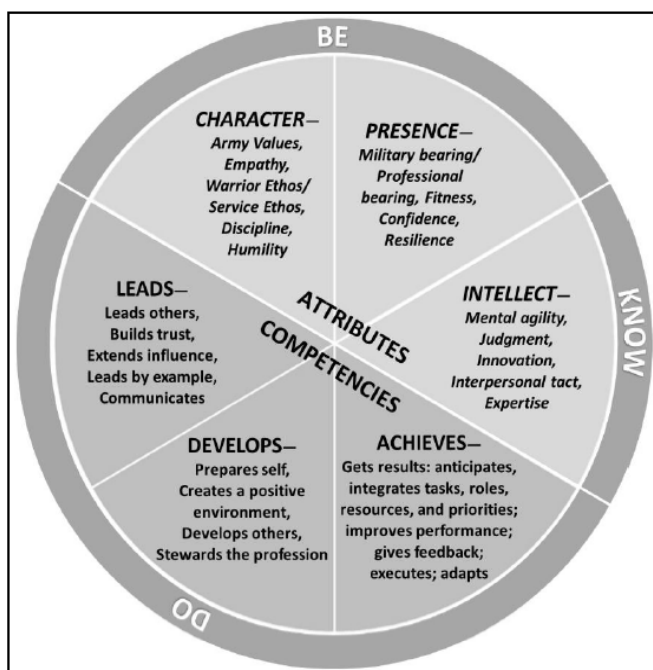 BE
CHARACTER—
Army Values,
Empathy,
Warrior Ethos/
Service Ethos,
Discipline,
Humility
PRESENCE—
Military bearing/
Professional
bearing, Fitness,
Confidence,
Resilience
KNOW
INTELLECT—
Mental agility,
Judgment,
Innovation,
Interpersonal tact,
Expertise
ATTRIBUTES
COMPETENCIES
LEADS—
Leads others,
Builds trust,
Extends influence,
Leads by example,
Communicates
DEVELOPS—
Prepares self,
Creates a positive
environment,
Develops others,
Stewards the profession
ACHIEVES—
Gets results: anticipates,
integrates tasks, roles,
resources, and priorities;
improves performance;
gives feedback;
executes; adapts
DO